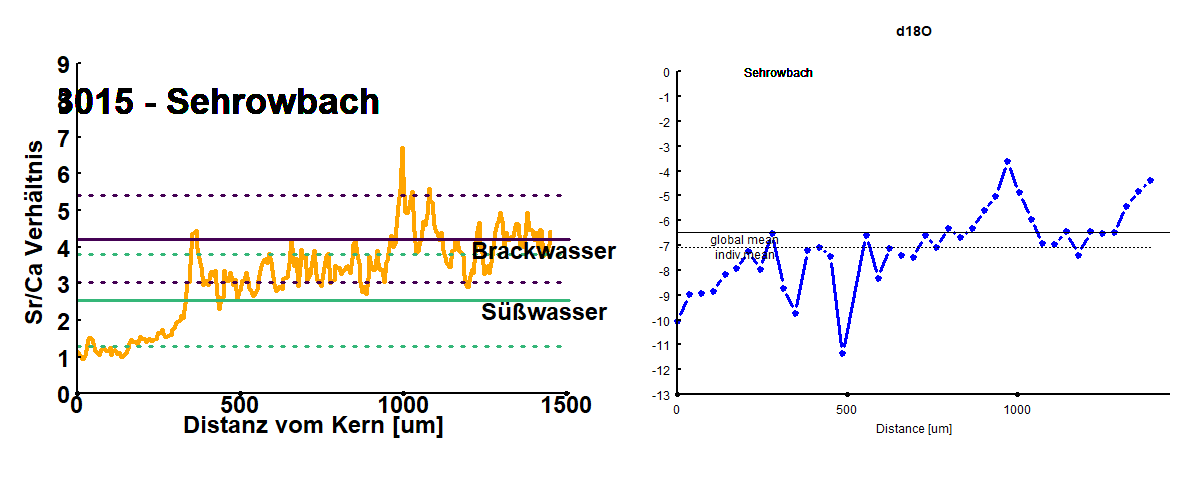 d18O
9
8
3015 - Sehrowbach
7
6
5
4
3
2
1
0
Sr/Ca Verhältnis
Brackwasser
Süßwasser
0 500 1000 1500
Distanz vom Kern [um]
Sehrowbach
0
-1
-2
-3
-4
-5
-6
-7
-8
-9
-10
-11
-12
-13
global mean
indiv.mean
0 500 1000
Distance [um]